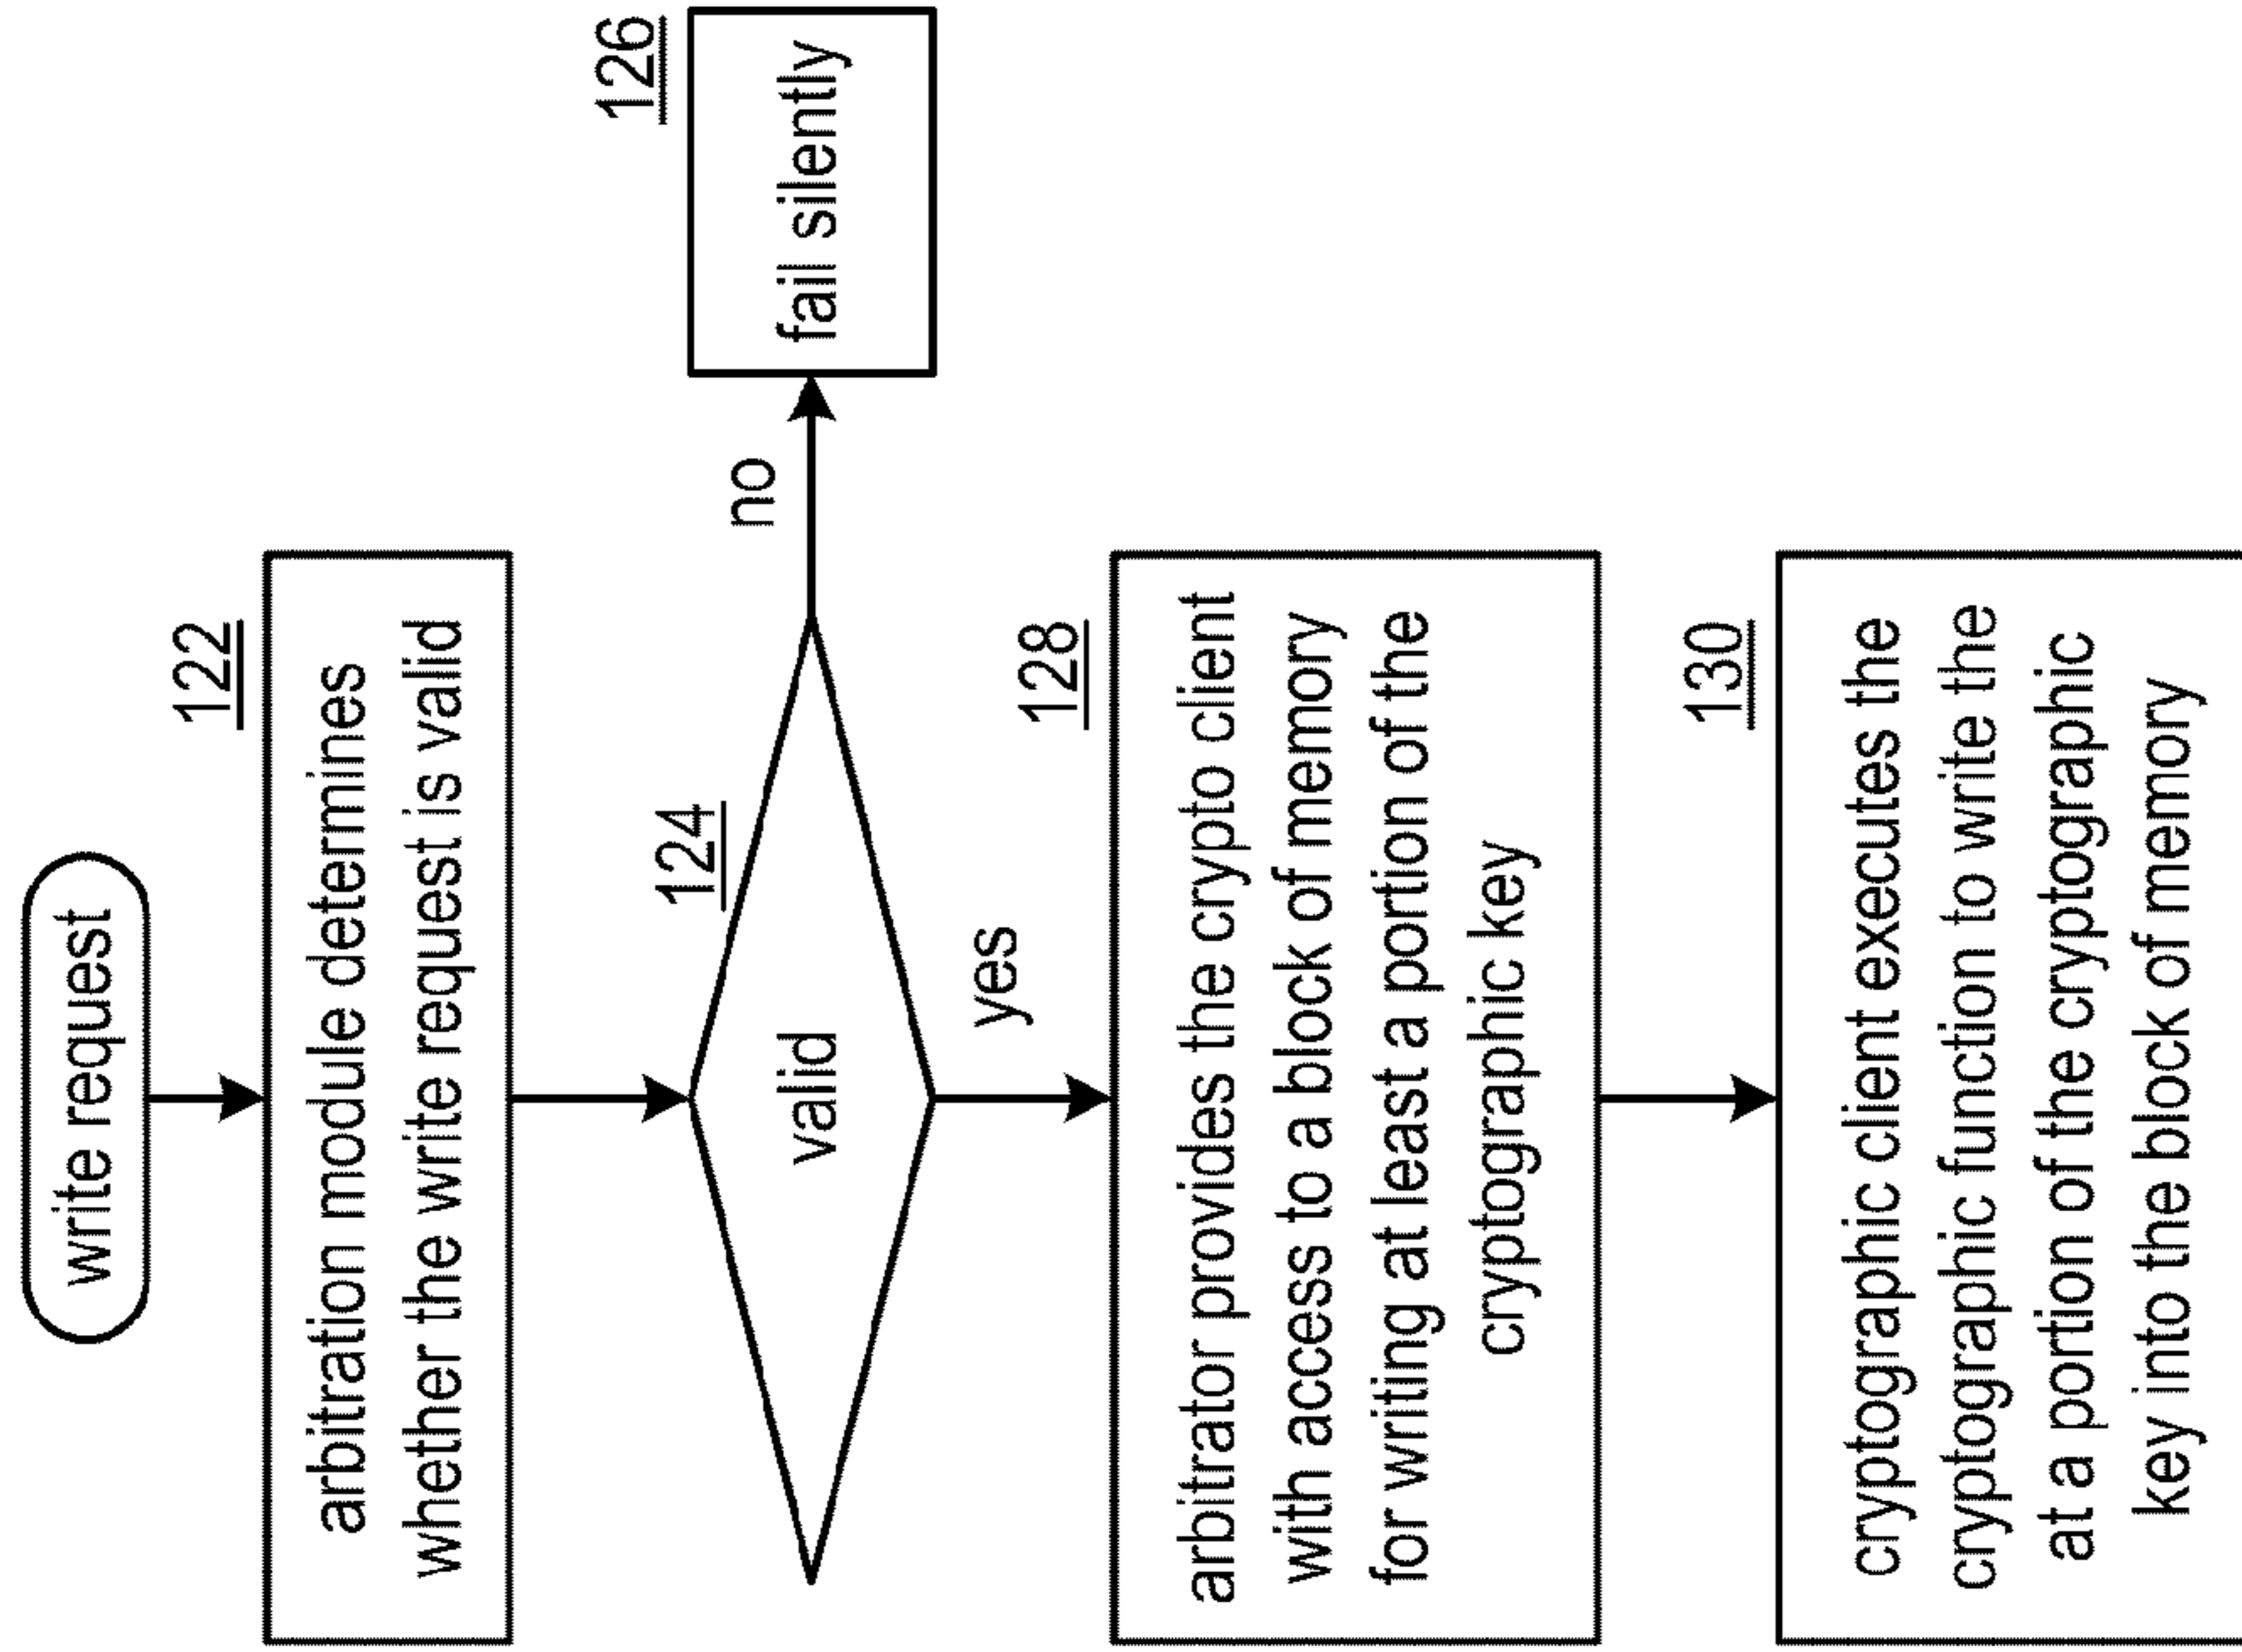 write request
122
arbitration module determines
whether the write request is valid
124
valid
no
126
fail silently
yes
128
arbitrator provides the crypto client
with access to a block of memory
for writing at least a portion of the
cryptographic key
130
cryptographic client executes the
cryptographic function to write the
at a portion of the cryptographic
key into the block of memory